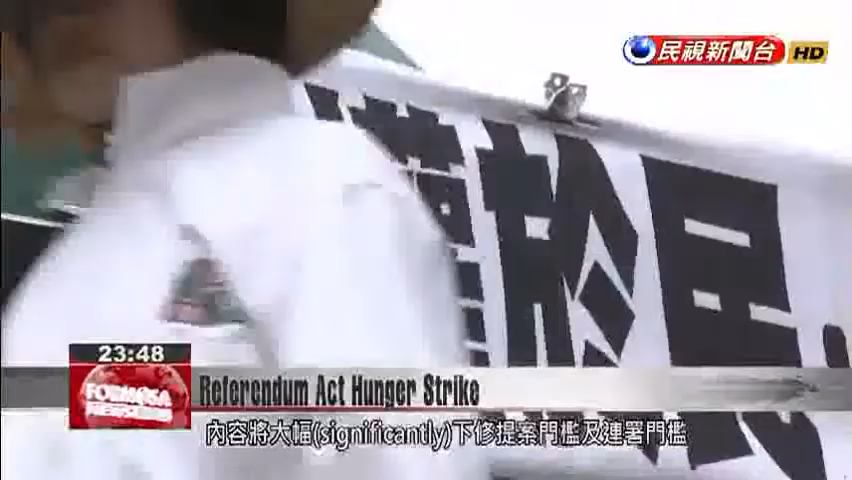 民視新聞台 HD
於民
23:48
FORMOSA
NEWS
Referendum Act Hunger Strike
內容將大幅(significantly)下修提案門檻及連署門檻